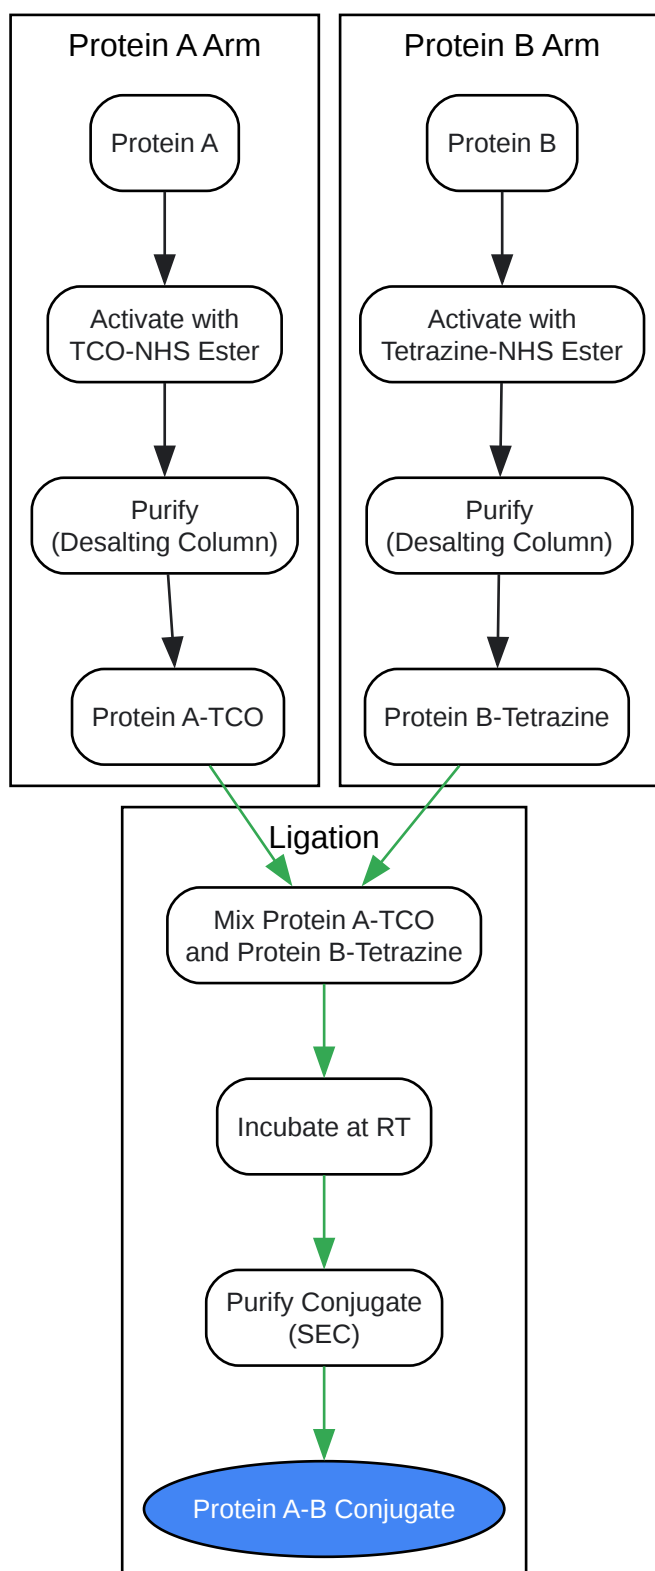 Protein A Arm
Protein A
Activate with
TCO-NHS Ester
Purify
(Desalting Column)
Protein A-TCO
Protein B Arm
Protein B
Activate with
Tetrazine-NHS Ester
Purify
(Desalting Column)
Protein B-Tetrazine
Ligation
Mix Protein A-TCO
and Protein B-Tetrazine
Incubate at RT
Purify Conjugate
(SEC)
Protein A-B Conjugate